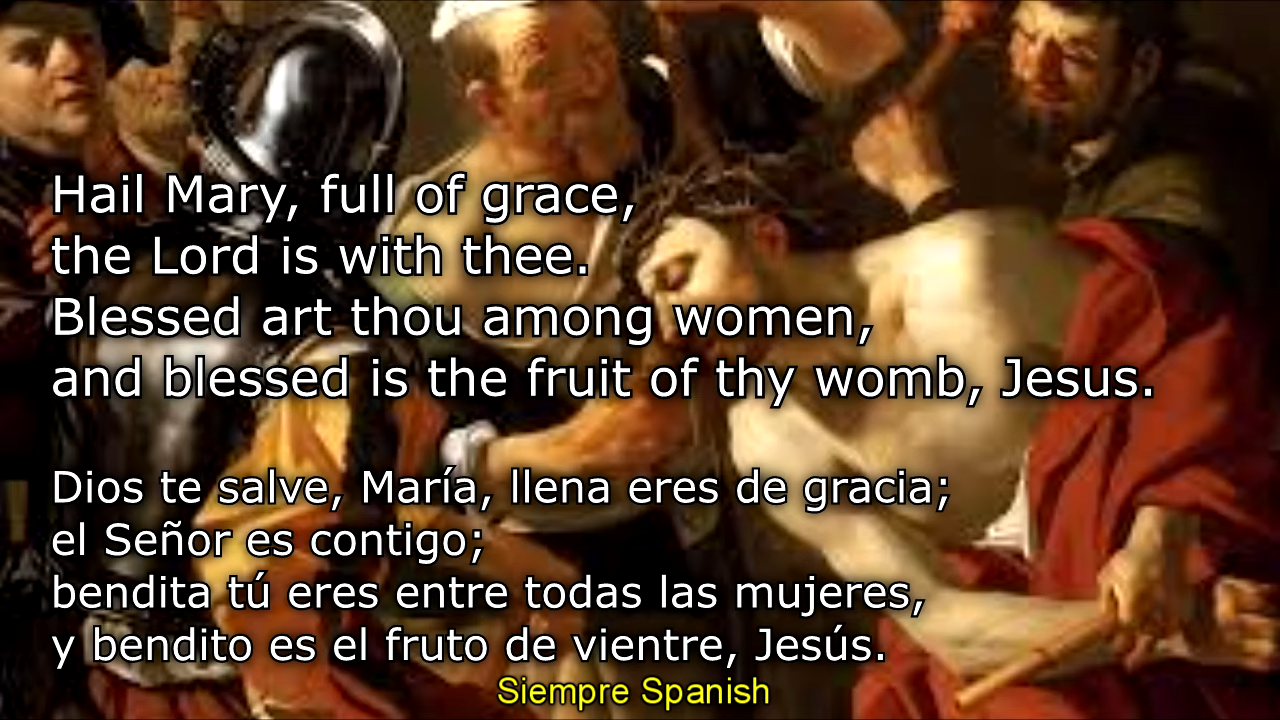 Hail Mary, full of grace,
the Lord is with thee.
Blessed art thou among women,
and blessed is the fruit of thy womb, Jesus.
Dios te salve, María, llena eres de gracia;
el Señor es contigo;
bendita tú eres entre todas las mujeres,
y bendito es el fruto de vientre, Jesús.
Siempre Spanish